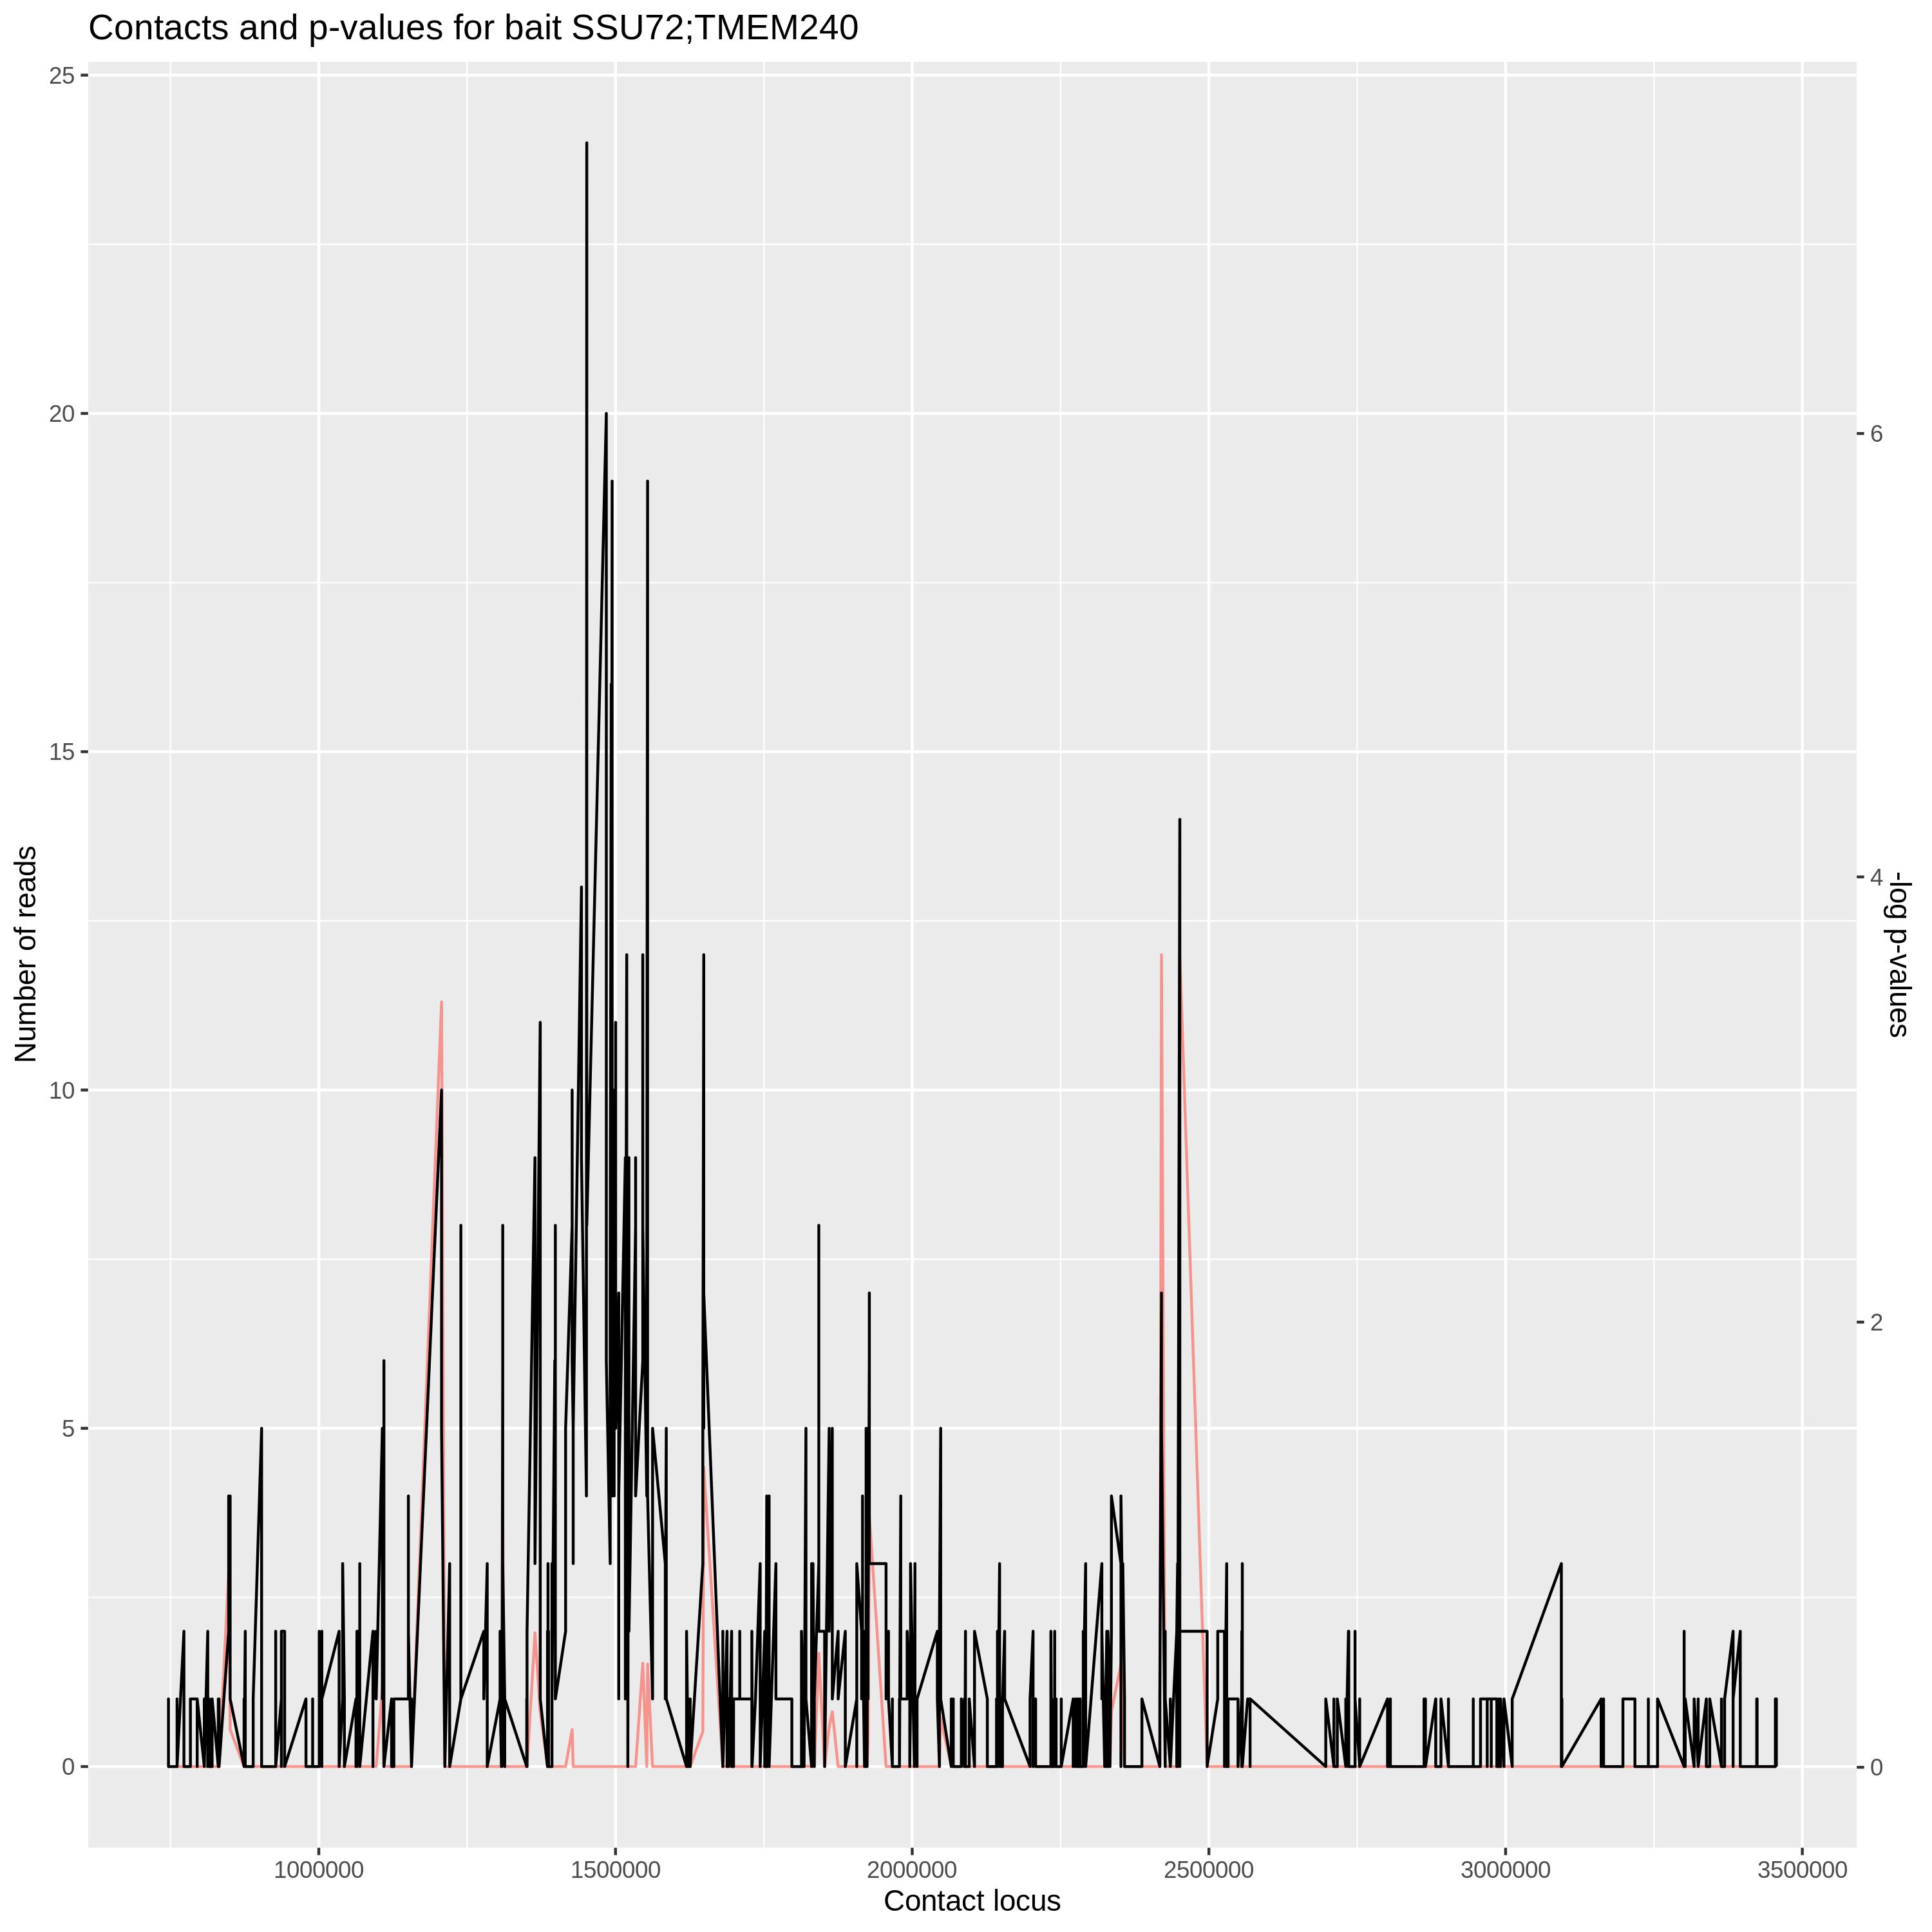 Contacts and p-values for bait SSU72;TMEM240
25
20
15
10
5
0
Number of reads
6
4
2
0
-log p-values
1000000 1500000 2000000 2500000 3000000 3500000
Contact locus